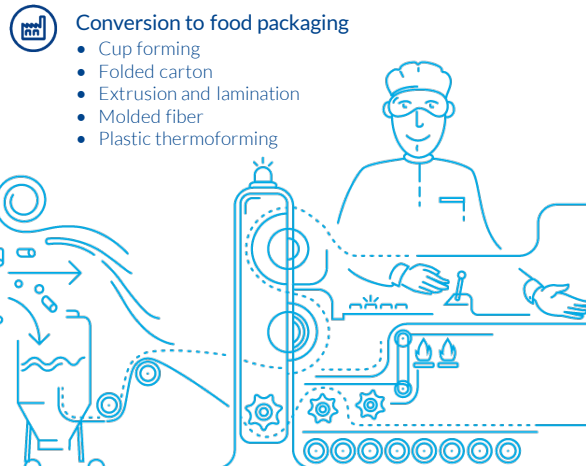 Conversion to food packaging
• Cup forming
• Folded carton
• Extrusion and lamination
• Molded fiber
• Plastic thermoforming